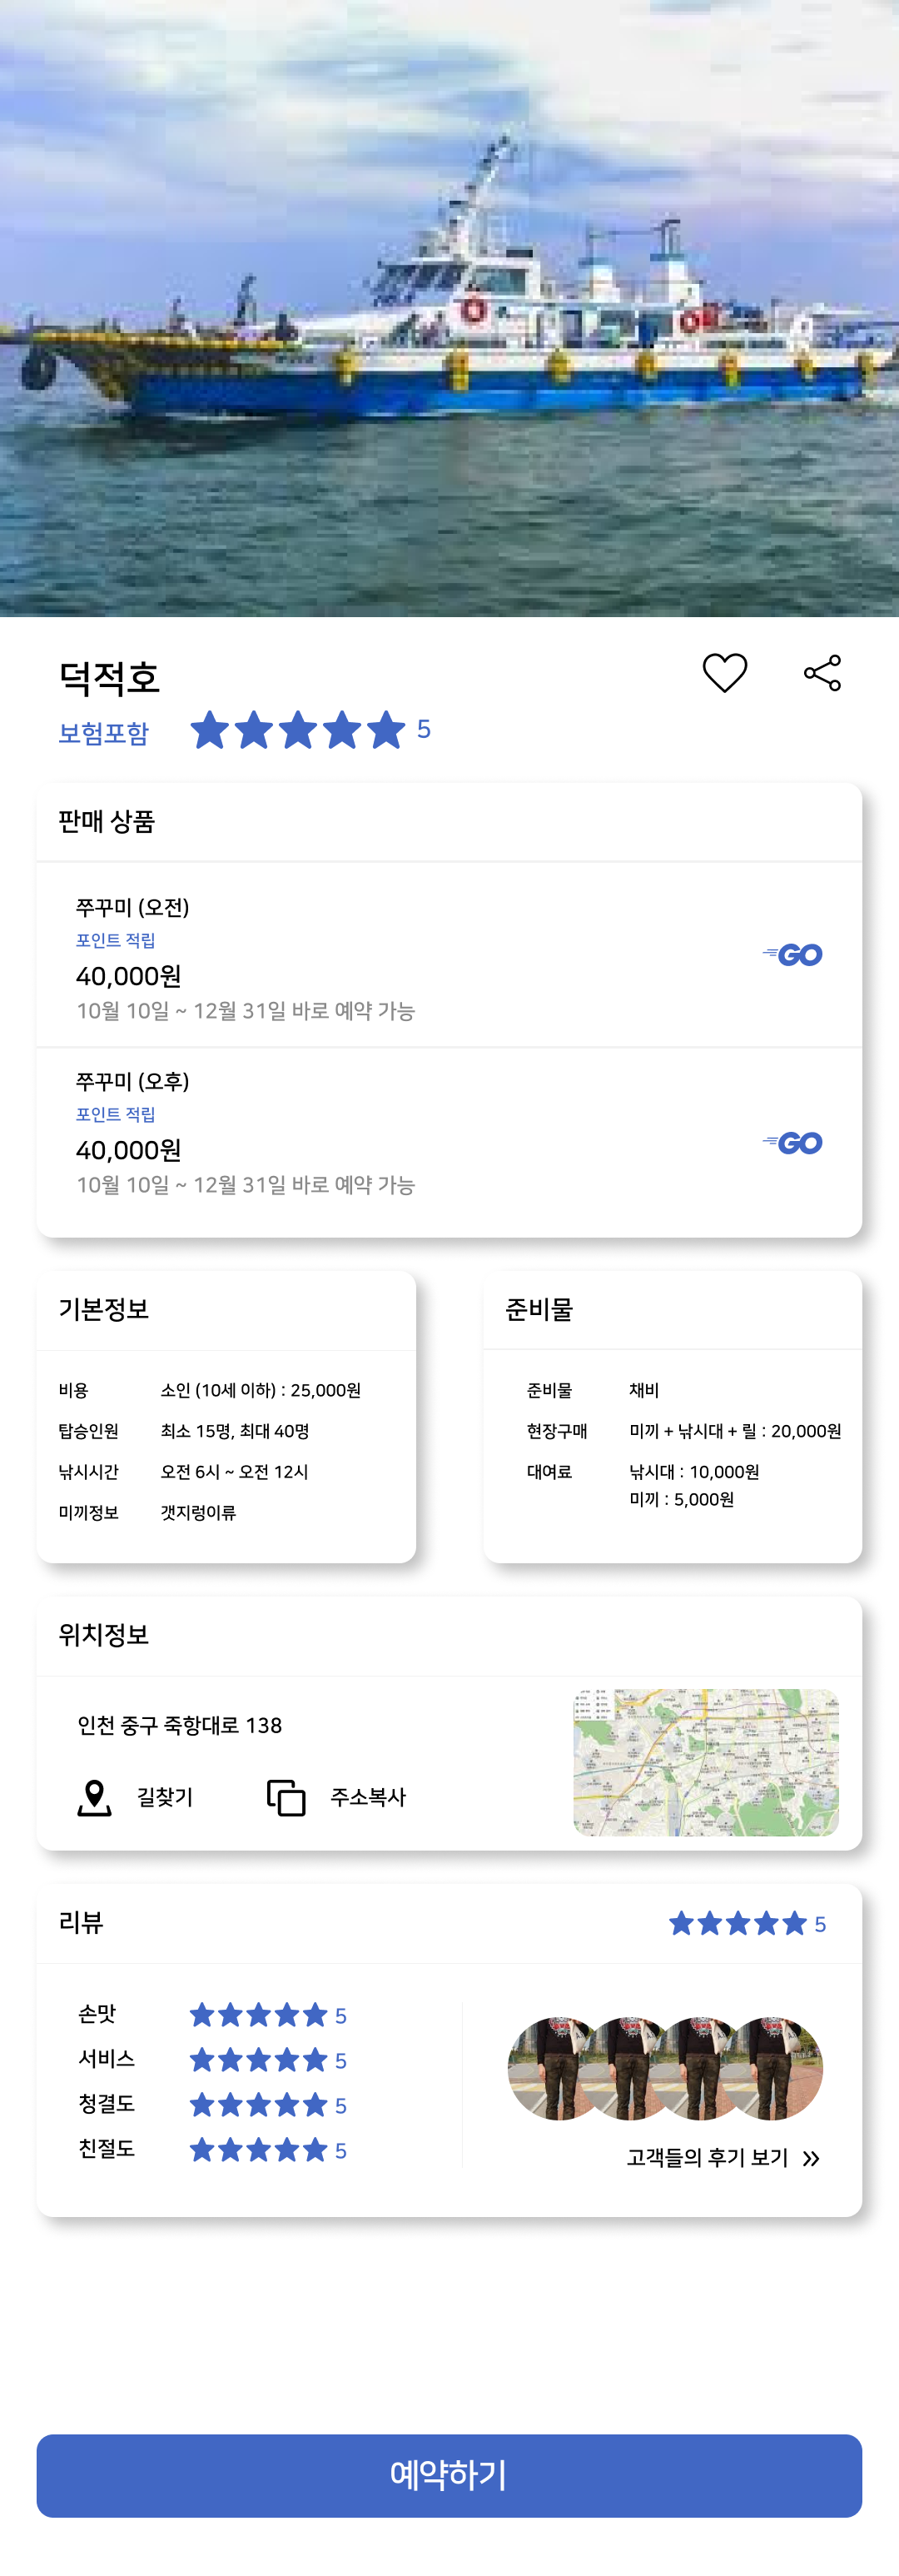 덕적호
보험포함 5
판매 상품
쭈꾸미 (오전)
포인트 적립
40,000원
10월 10일 ~ 12월 31일 바로 예약 가능
GO
쭈꾸미 (오후)
포인트 적립
40,000원
10월 10일 ~ 12월 31일 바로 예약 가능
GO
기본정보
비용 소인 (10세 이하) : 25,000원
탑승인원 최소 15명, 최대 40명
낚시시간 오전 6시 ~ 오전 12시
미끼정보 갯지렁이류
준비물
준비물 채비
현장구매 미끼 + 낚시대 + 릴 : 20,000원
대여료 낚시대 : 10,000원
미끼 : 5,000원
위치정보
인천 중구 죽항대로 138
길찾기 주소복사
리뷰 5
손맛 5
서비스 5
청결도 5
친절도 5
고객들의 후기 보기
예약하기